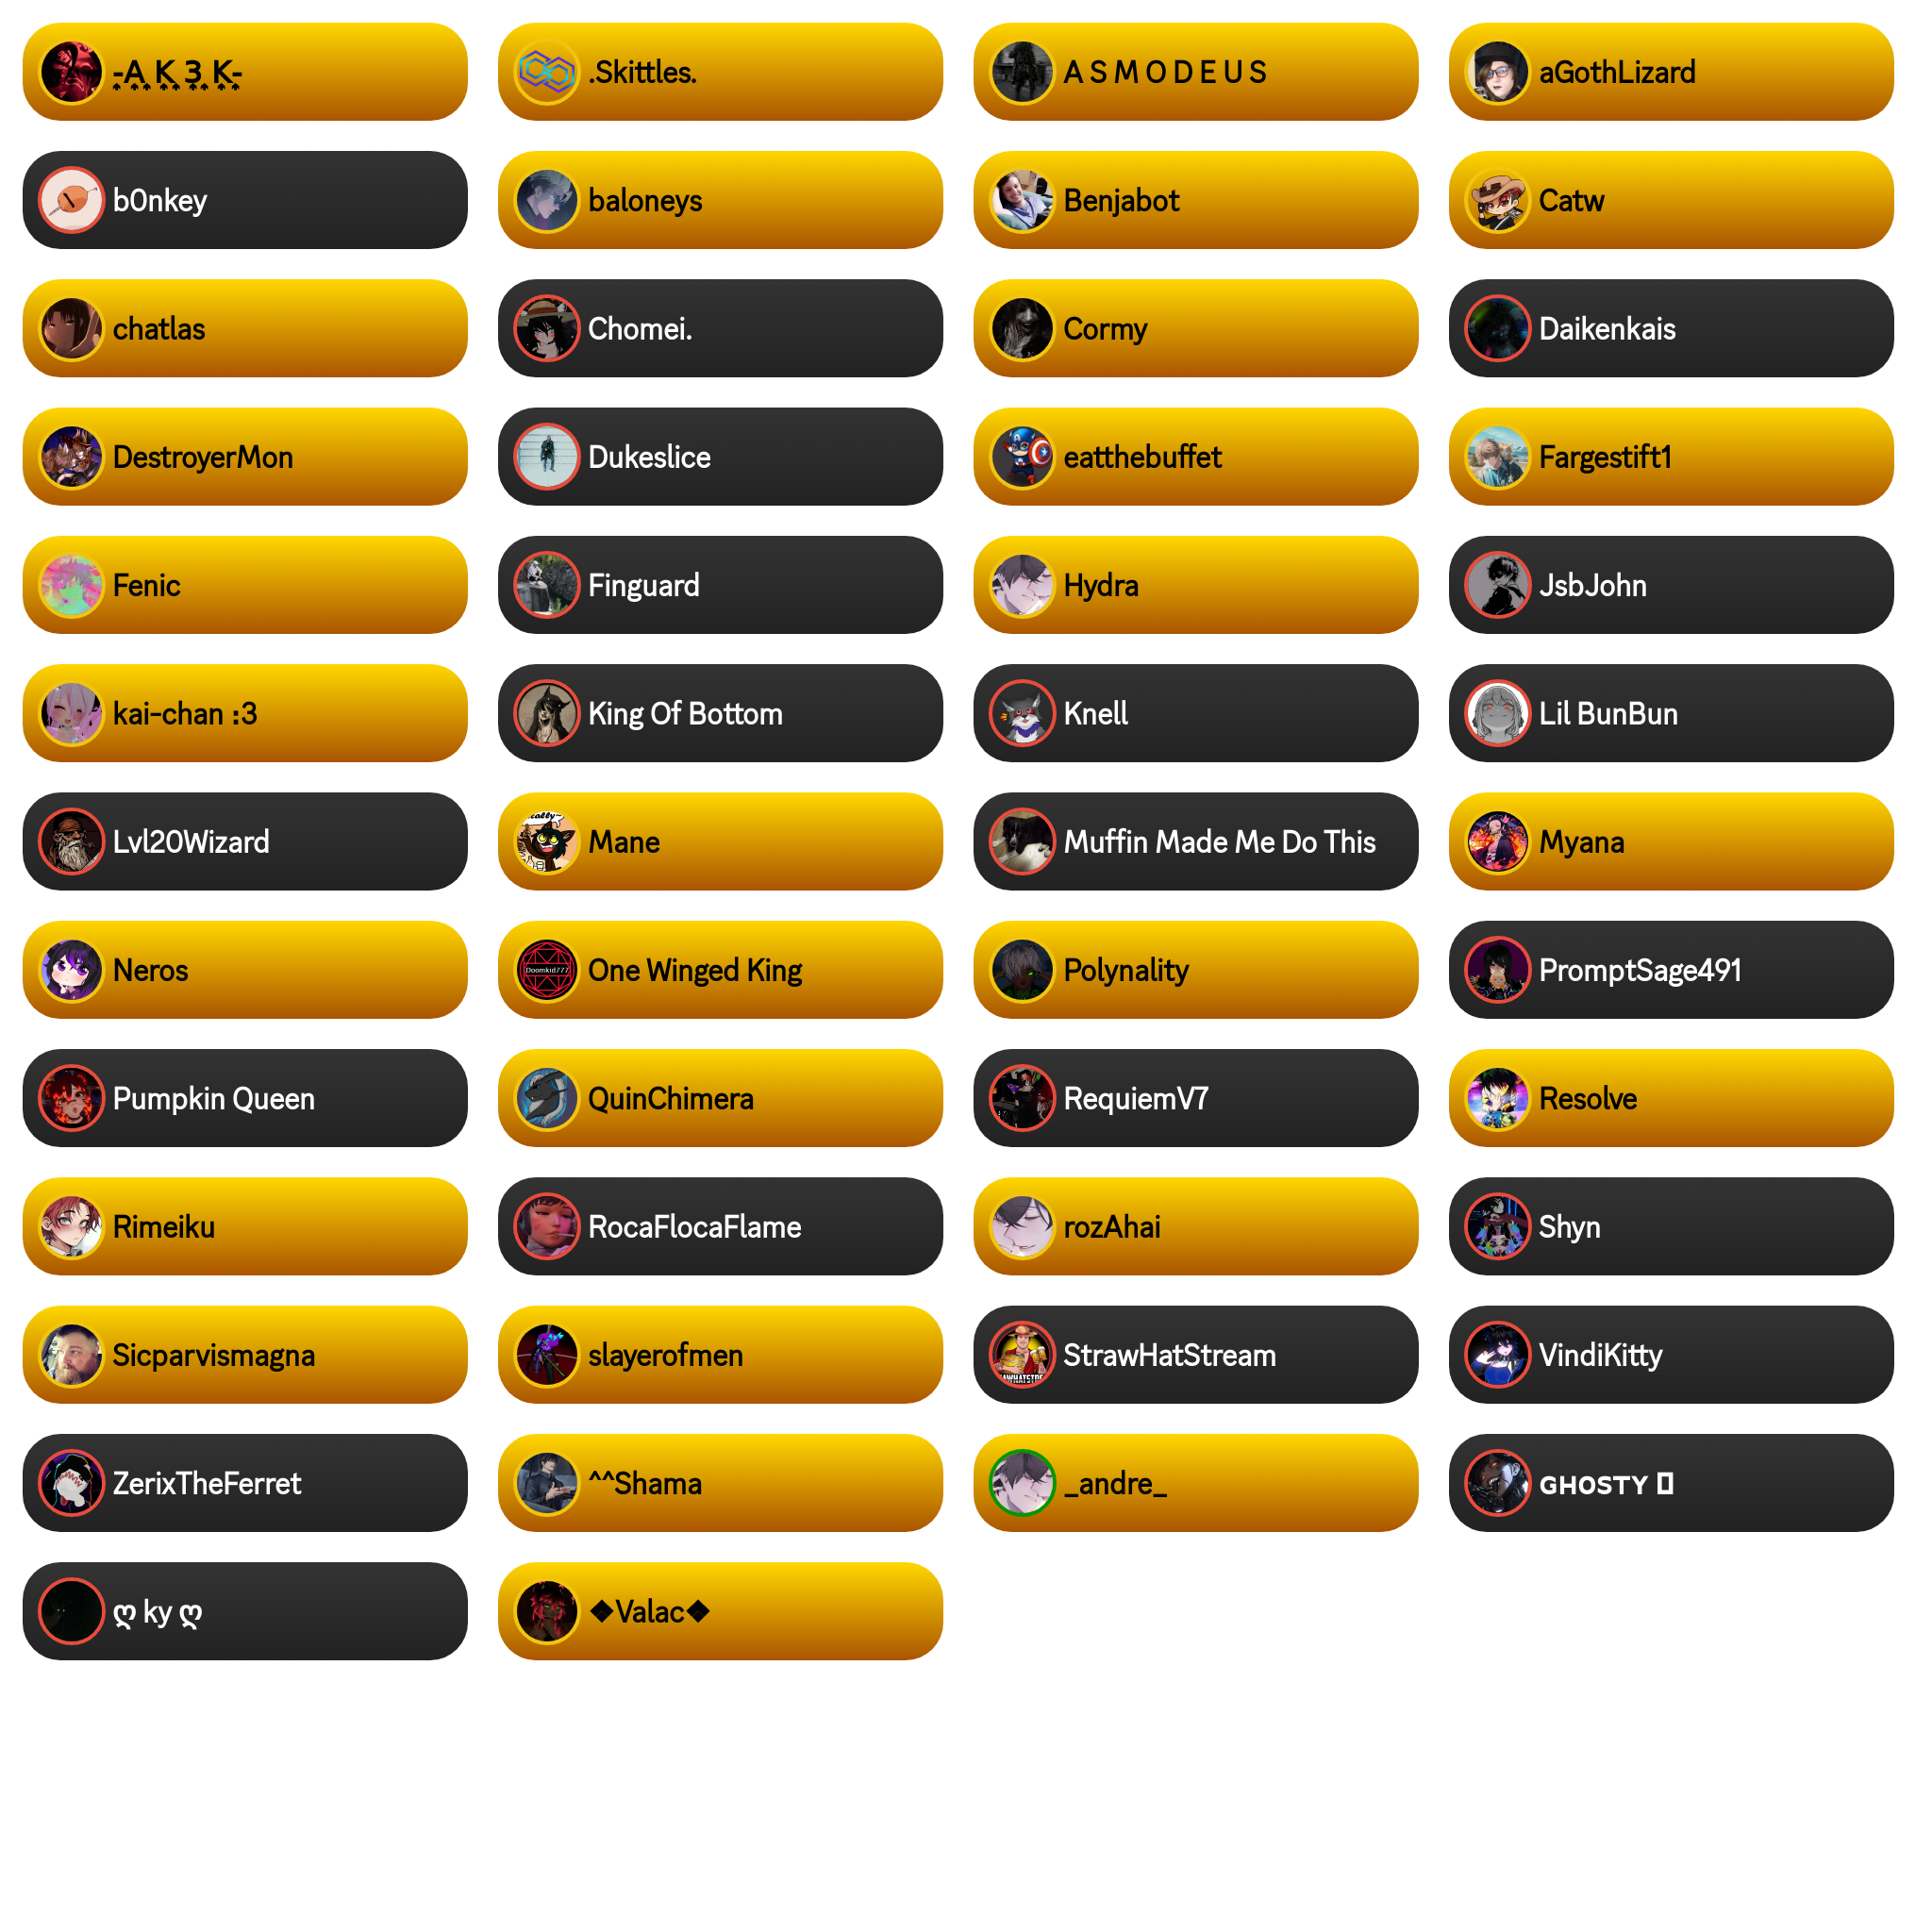 -A K 3 K-
.Skittles.
A S M O D E U S
aGothLizard
b0nkey
baloneys
Benjabot
Catw
chatlas
Chomei.
Cormy
Daikenkais
DestroyerMon
Dukeslice
eatthebuffet
Fargestift1
Fenic
Finguard
Hydra
JsbJohn
kai-chan :3
King Of Bottom
Knell
Lil BunBun
Lvl20Wizard
Mane
Muffin Made Me Do This
Myana
Neros
Doomkid777
One Winged King
Polynality
PromptSage491
Pumpkin Queen
QuinChimera
RequiemV7
Resolve
Rimeiku
RocaFlocaFlame
rozAhai
Shyn
Sicparvismagna
slayerofmen
StrawHatStream
VindiKitty
ZerixTheFerret
^^Shama
_andre_
ɢʜᴏsᴛʏ
ღ ky ღ
❖Valac❖